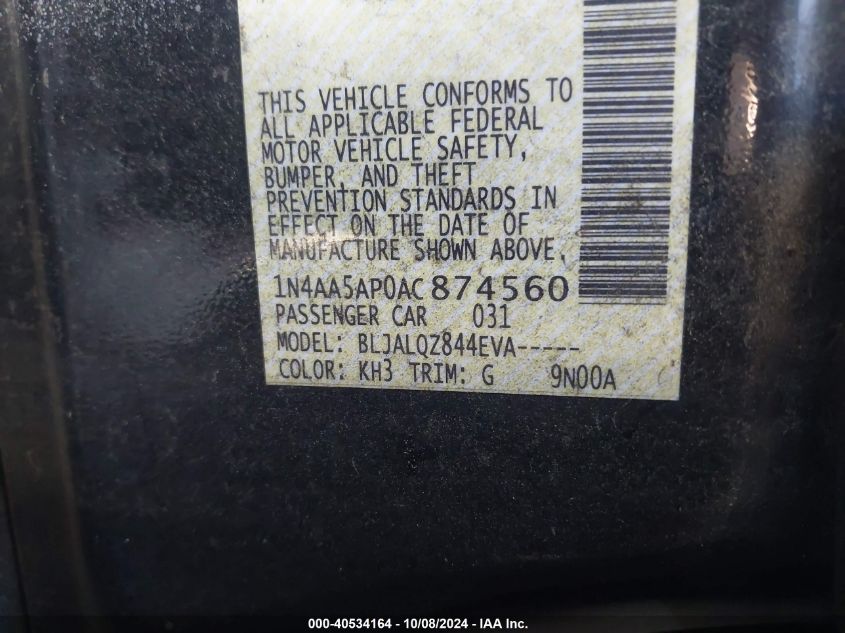 THIS VEHICLE CONFORMS TO
ALL APPLICABLE FEDERAL
MOTOR VEHICLE SAFETY,
BUMPER, AND THEFT
PREVENTION STANDARDS IN
EFFECT ON THE DATE OF
MANUFACTURE SHOWN ABOVE.
1N4AA5AP0AC874560
PASSENGER CAR 031
MODEL: BLJALQZ844EVA-----
COLOR: KH3 TRIM: G 9N00A
000-40534164 - 10/08/2024 - IAA Inc.